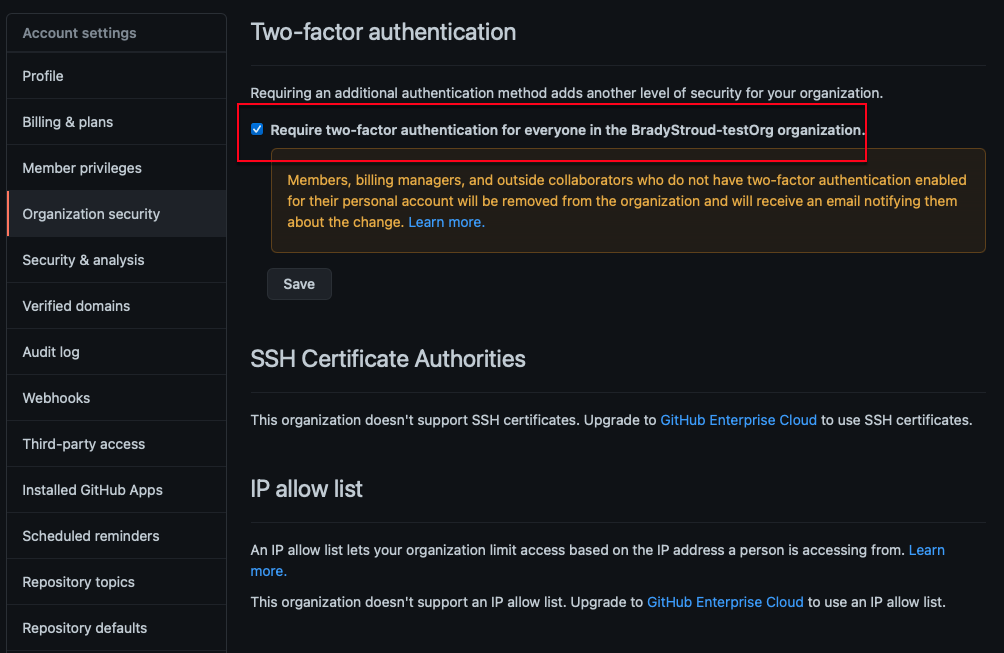 Account settings
Profile
Billing & plans
Member privileges
Organization security
Security & analysis
Verified domains
Audit log
Webhooks
Third-party access
Installed GitHub Apps
Scheduled reminders
Repository topics
Repository defaults
Two-factor authentication
Requiring an additional authentication method adds another level of security for your organization.
Require two-factor authentication for everyone in the BradyStroud-testOrg organization.
Members, billing managers, and outside collaborators who do not have two-factor authentication enabled
for their personal account will be removed from the organization and will receive an email notifying them
about the change. Learn more.
Save
SSH Certificate Authorities
This organization doesn't support SSH certificates. Upgrade to GitHub Enterprise Cloud to use SSH certificates.
IP allow list
An IP allow list lets your organization limit access based on the IP address a person is accessing from. Learn
more.
This organization doesn't support an IP allow list. Upgrade to GitHub Enterprise Cloud to use an IP allow list.